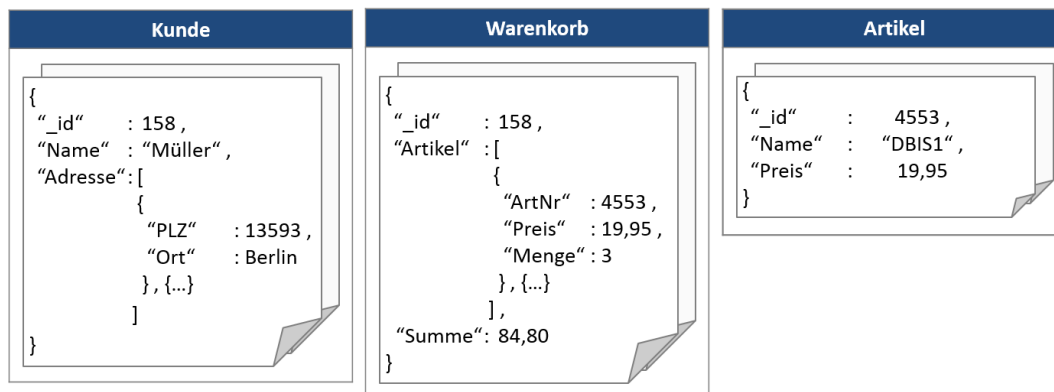 Kunde
{
“_id“ : 158 ,
“Name“ : “Müller“ ,
“Adresse“ : [
{
“PLZ“ : 13593 ,
“Ort“ : Berlin
} , {...}
]
}
Warenkorb
{
“_id“ : 158 ,
“Artikel“ : [
{
“ArtNr“ : 4553 ,
“Preis“ : 19,95 ,
“Menge“ : 3
} , {...}
] ,
“Summe“ : 84,80
}
Artikel
{
“_id“ : 4553 ,
“Name“ : “DBIS1“ ,
“Preis“ : 19,95
}